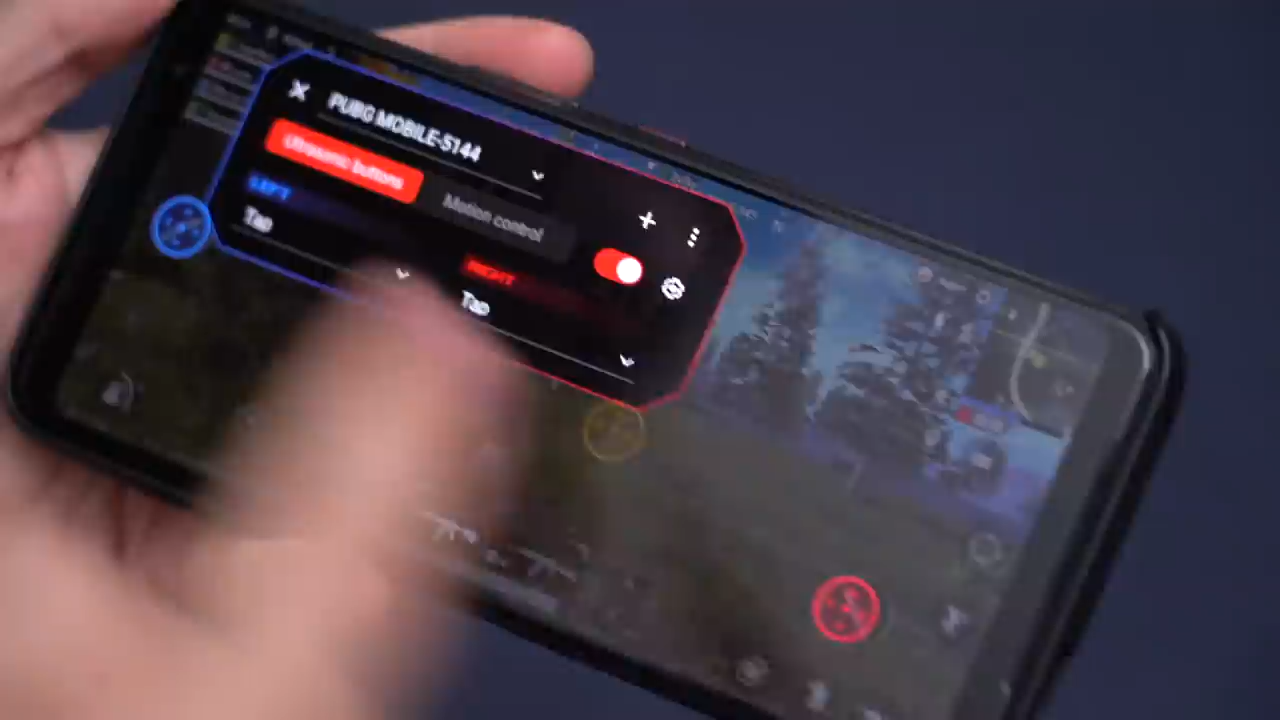 PUBG MOBILE-5144
Ultrasonic buttons
Motion control
LEFT
Tap
RIGHT
Tap